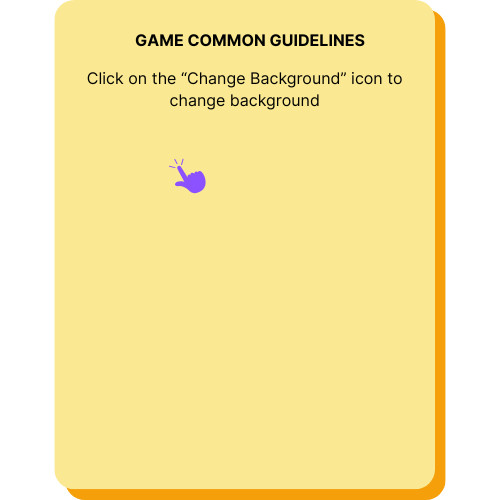 GAME COMMON GUIDELINES
Click on the “Change Background” icon to
change background